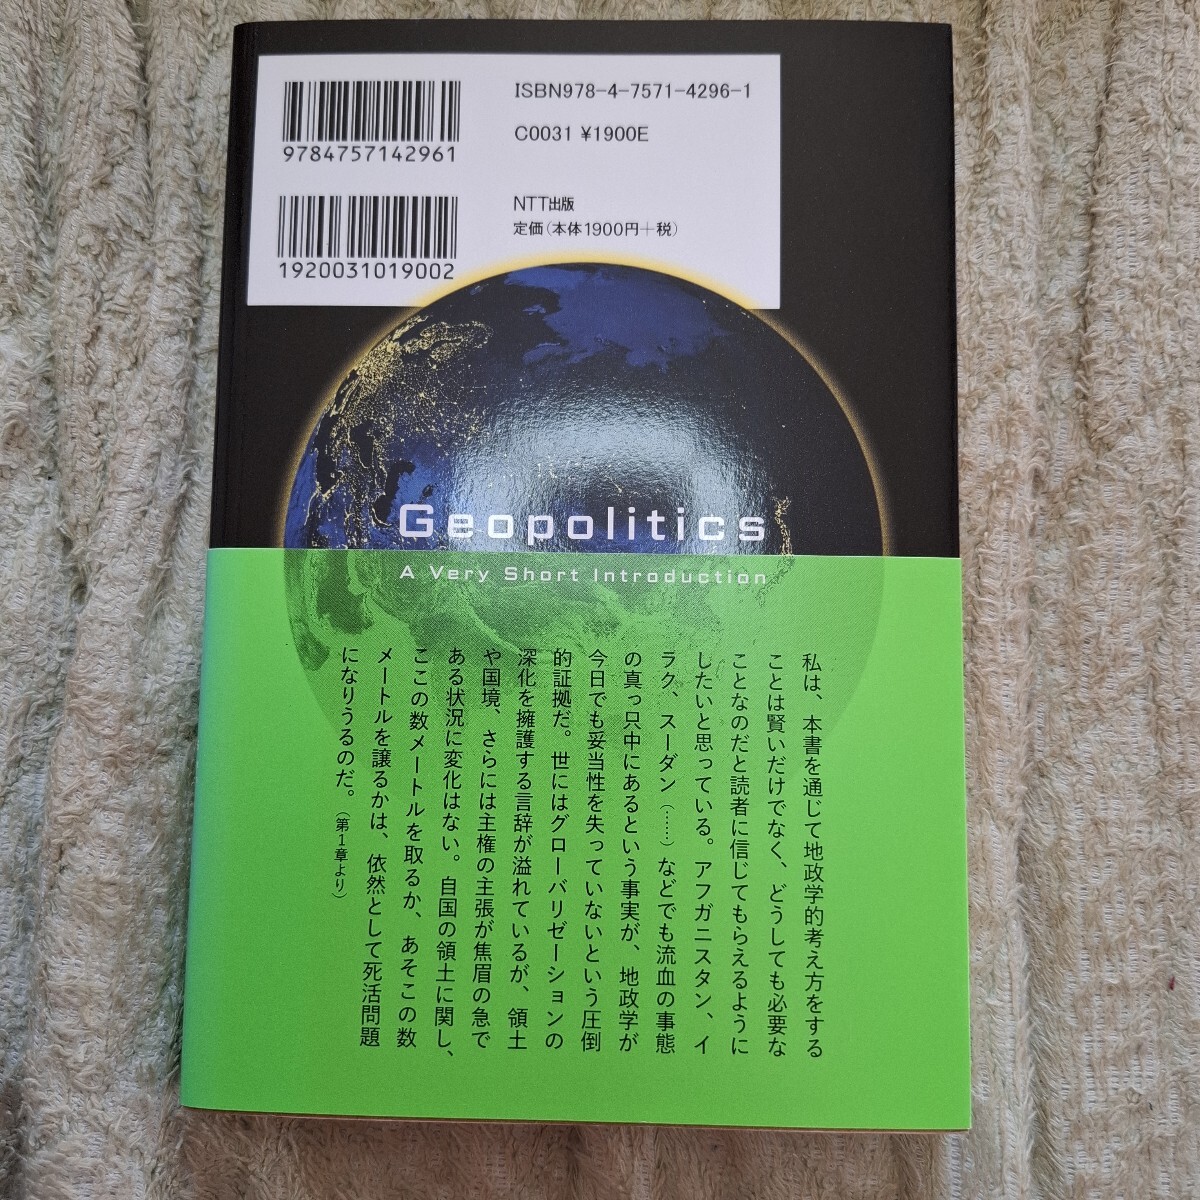 ISBN978-4-7571-4296-1
C0031 ¥1900E
9784757142961
NTT出版
定価(本体1900円+税)
1920031019002
Geopolitics
A Very Short Introduction
私は、本書を通じて地政学的考え方をする
ことは賢いだけでなく、どうしても必要な
ことなのだと読者に信じてもらえるように
したいと思っている。アフガニスタン、イ
ラク、スーダン(……)などでも流血の事態
の真っ只中にあるという事実が、地政学が
今日でも妥当性を失っていないという圧倒
的証拠だ。世にはグローバリゼーションの
深化を擁護する言辞が溢れているが、領土
や国境、さらには主権の主張が焦眉の急で
ある状況に変化はない。自国の領土に関し、
ここの数メートルを取るか、あそこの数
メートルを譲るかは、依然として死活問題
になりうるのだ。(第1章より)